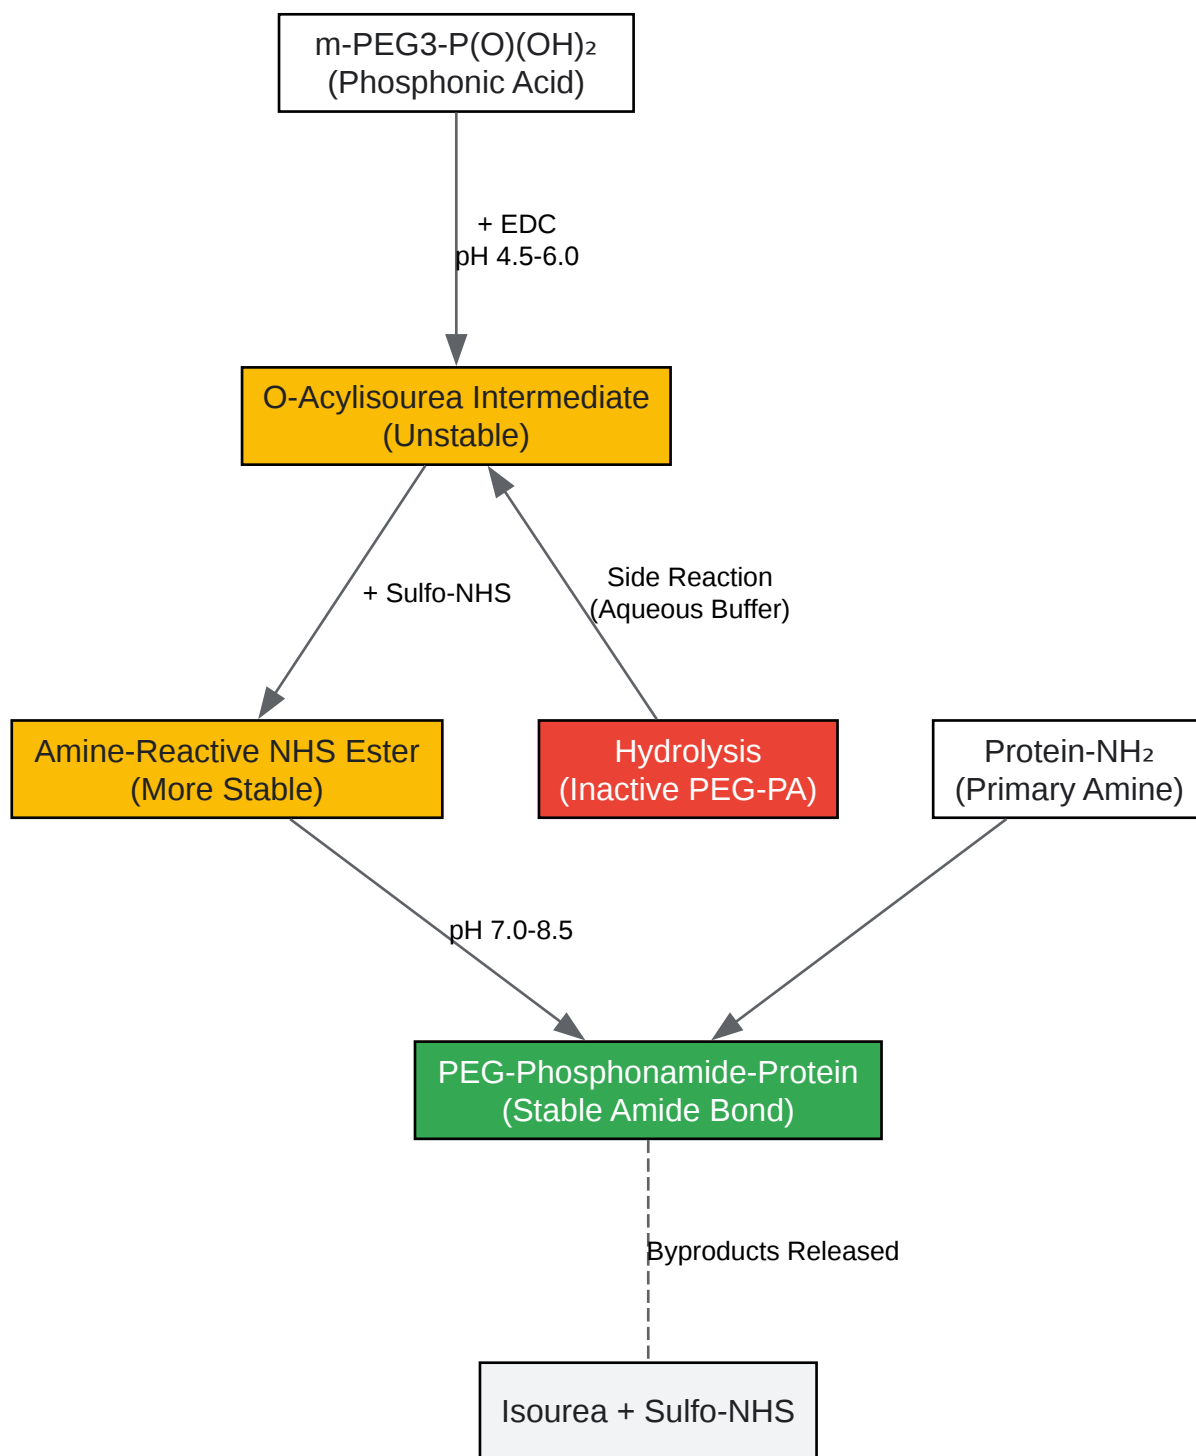 m-PEG3-P(O)(OH)₂
(Phosphonic Acid)
+ EDC
pH 4.5-6.0
O-Acylisourea Intermediate
(Unstable)
+ Sulfo-NHS
Side Reaction
(Aqueous Buffer)
Amine-Reactive NHS Ester
(More Stable)
Hydrolysis
(Inactive PEG-PA)
Protein-NH₂
(Primary Amine)
pH 7.0-8.5
PEG-Phosphonamide-Protein
(Stable Amide Bond)
Byproducts Released
Isourea + Sulfo-NHS